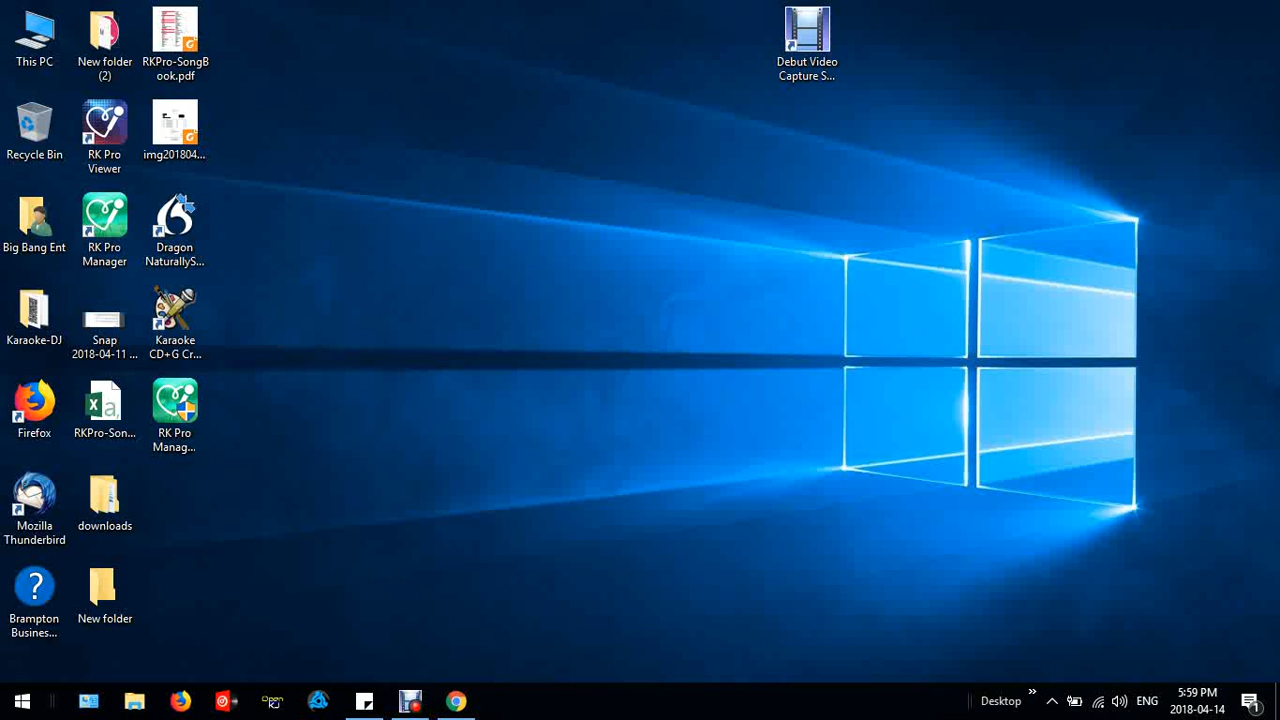 This PC
New folder
(2)
RKPro-SongB
ook.pdf
Debut Video
Capture S...
Recycle Bin
RK Pro
Viewer
img201804...
Big Bang Ent
RK Pro
Manager
Dragon
NaturallyS...
Karaoke-DJ
Snap
2018-04-11 ...
Karaoke
CD+G Cr...
Firefox
RKPro-Son...
RK Pro
Manag...
Mozilla
Thunderbird
downloads
Brampton
Busines...
New folder
Desktop
ENG
5:59 PM
2018-04-14
1